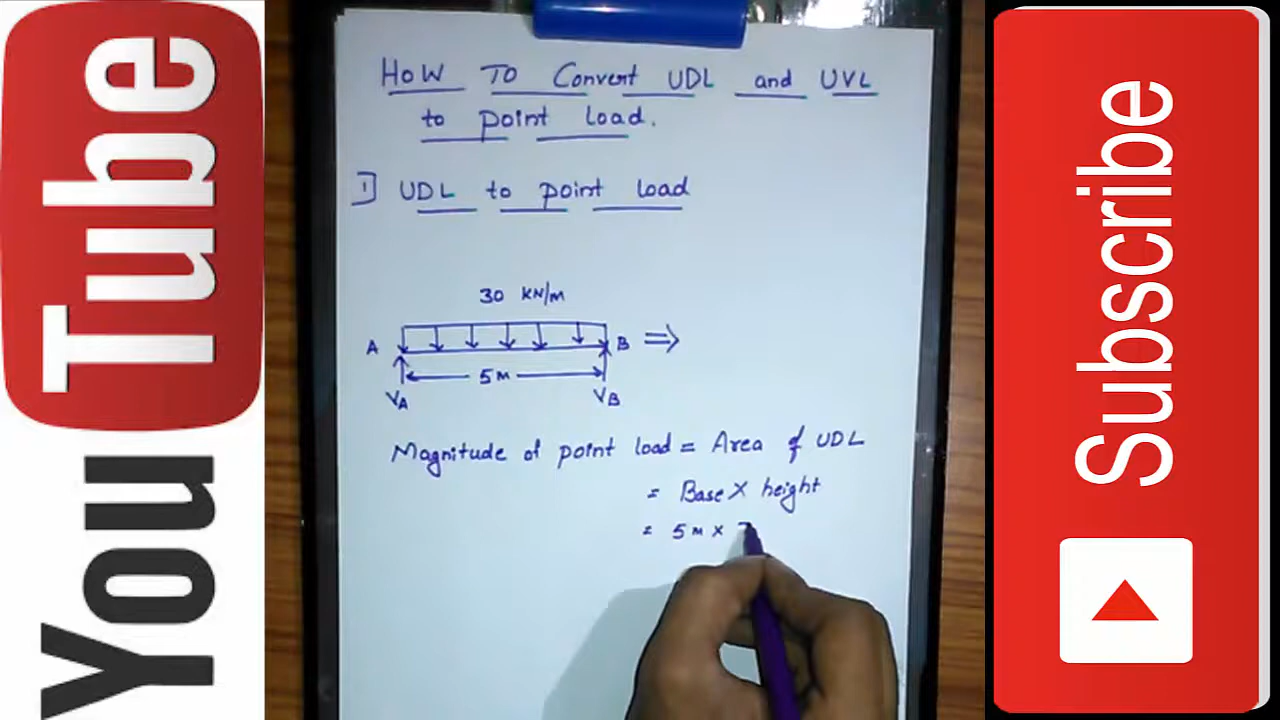 YouTube
HOW TO Convert UDL and UVL
to point load.
1] UDL to point load
30 KN/m
A
B ⇒
5M
VA
VB
Magnitude of point load = Area of UDL
= Base X height
= 5M x
Subscribe